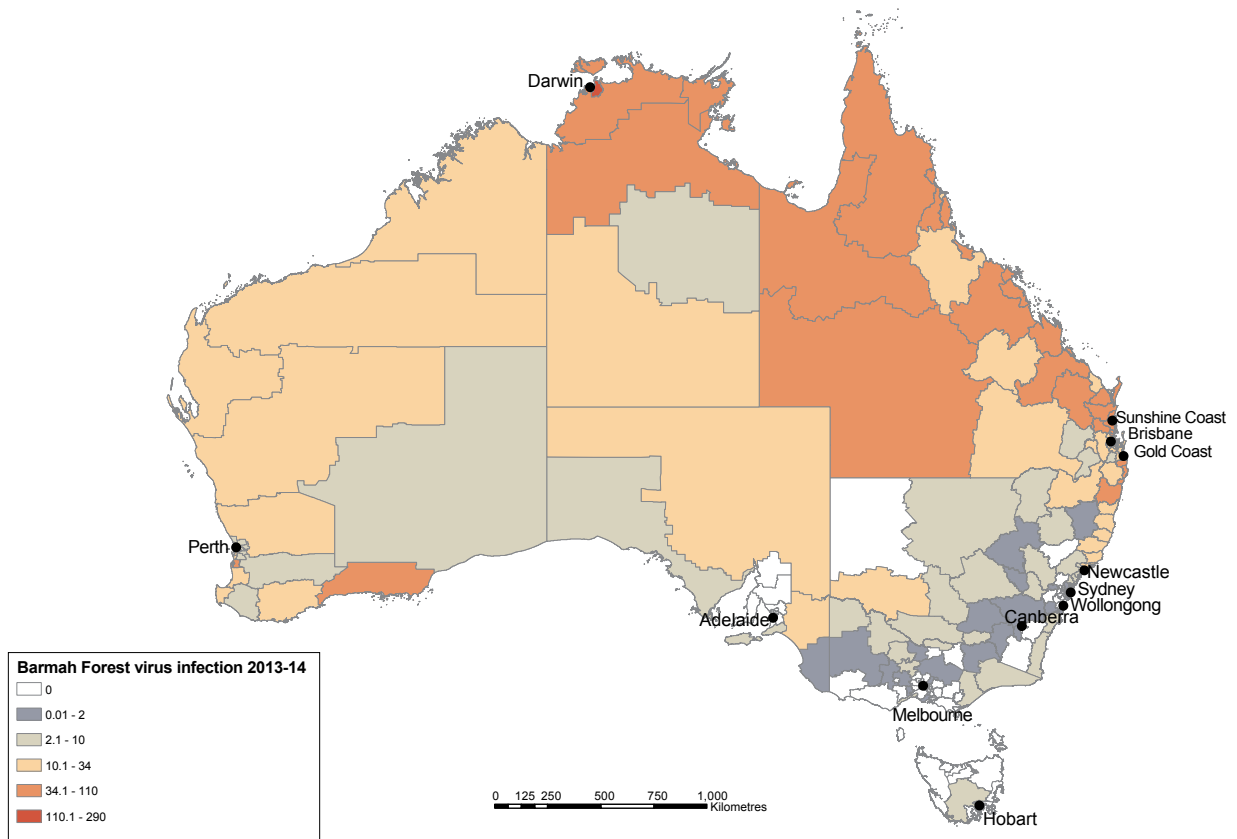 Darwin
Sunshine Coast
Brisbane
Gold Coast
Perth
Newcastle
Sydney
Wollongong
Canberra
Adelaide
Melbourne
Hobart
Barmah Forest virus infection 2013-14
0
0.01 - 2
2.1 - 10
10.1 - 34
34.1 - 110
110.1 - 290
0 125 250 500 750 1,000
Kilometres